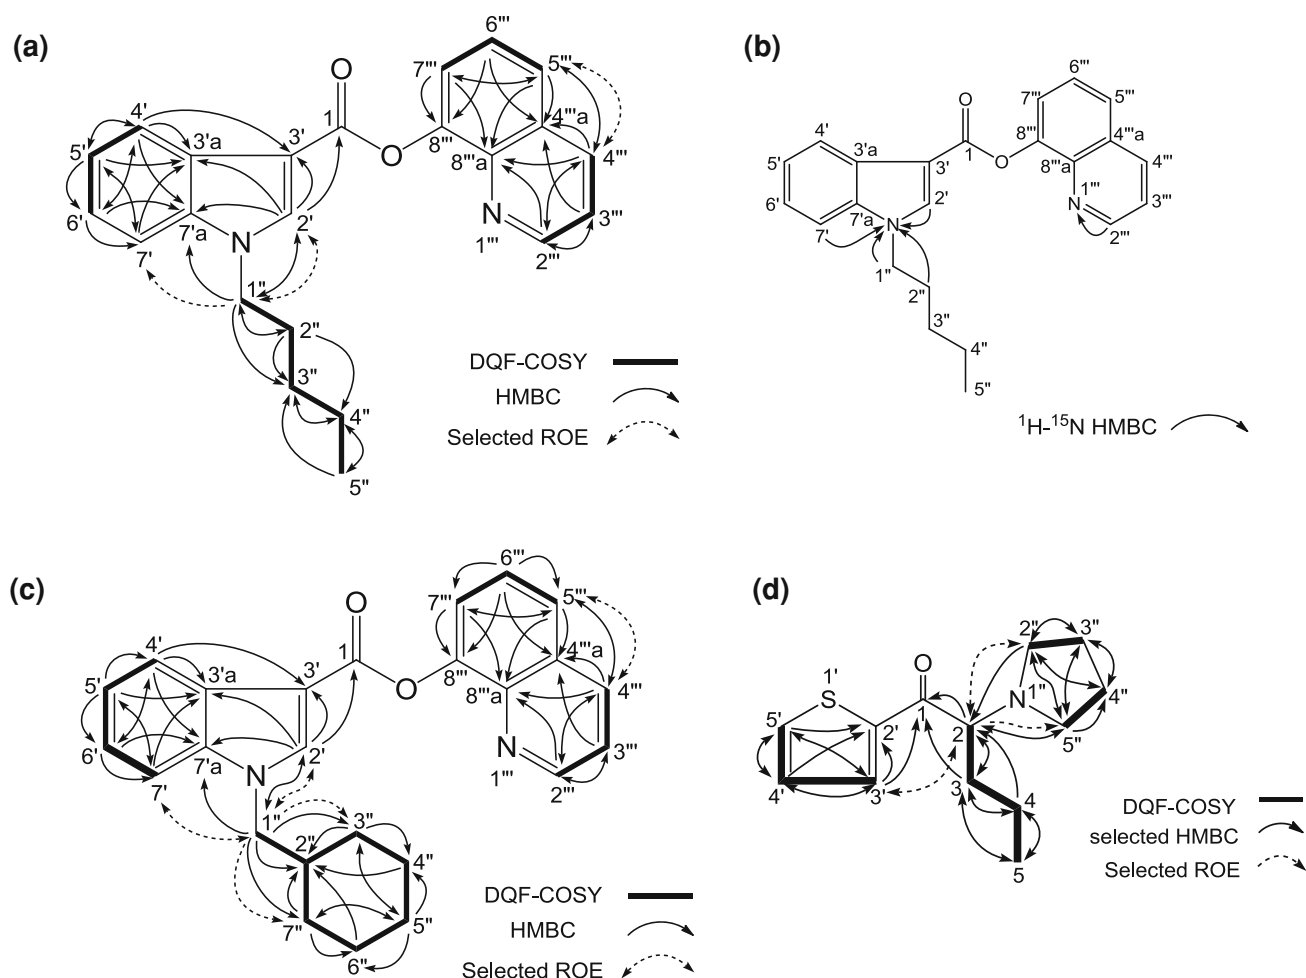 (a)
6'''
7'''
5'''
O
4'
1
3'
4'''a
5'
3'a
8'''
O
8'''a
4'''
6'
2'
N
3'''
7'a
N
1'''
2'''
7'
1"
2"
3"
4"
5"
DQF-COSY
HMBC
Selected ROE
(b)
6'''
7'''
5'''
O
4'
8'''
4'''a
5'
3'a
3'
1
O
8'''a
4'''
6'
2'
1'''
N
3'''
7'a
7'
N
2'''
1"
2"
3"
4"
5"
¹H-¹⁵N HMBC
(c)
6'''
7'''
5'''
O
4'
1
3'
4'''a
5'
3'a
8'''
O
8'''a
4'''
6'
2'
N
3'''
7'a
N
1'''
2'''
7'
1"
3"
2"
4"
7"
5"
6"
DQF-COSY
HMBC
Selected ROE
(d)
2"
3"
1'
O
S
N
1"
4"
5'
2'
1
2
5"
4'
3'
3
4
5
DQF-COSY
selected HMBC
Selected ROE